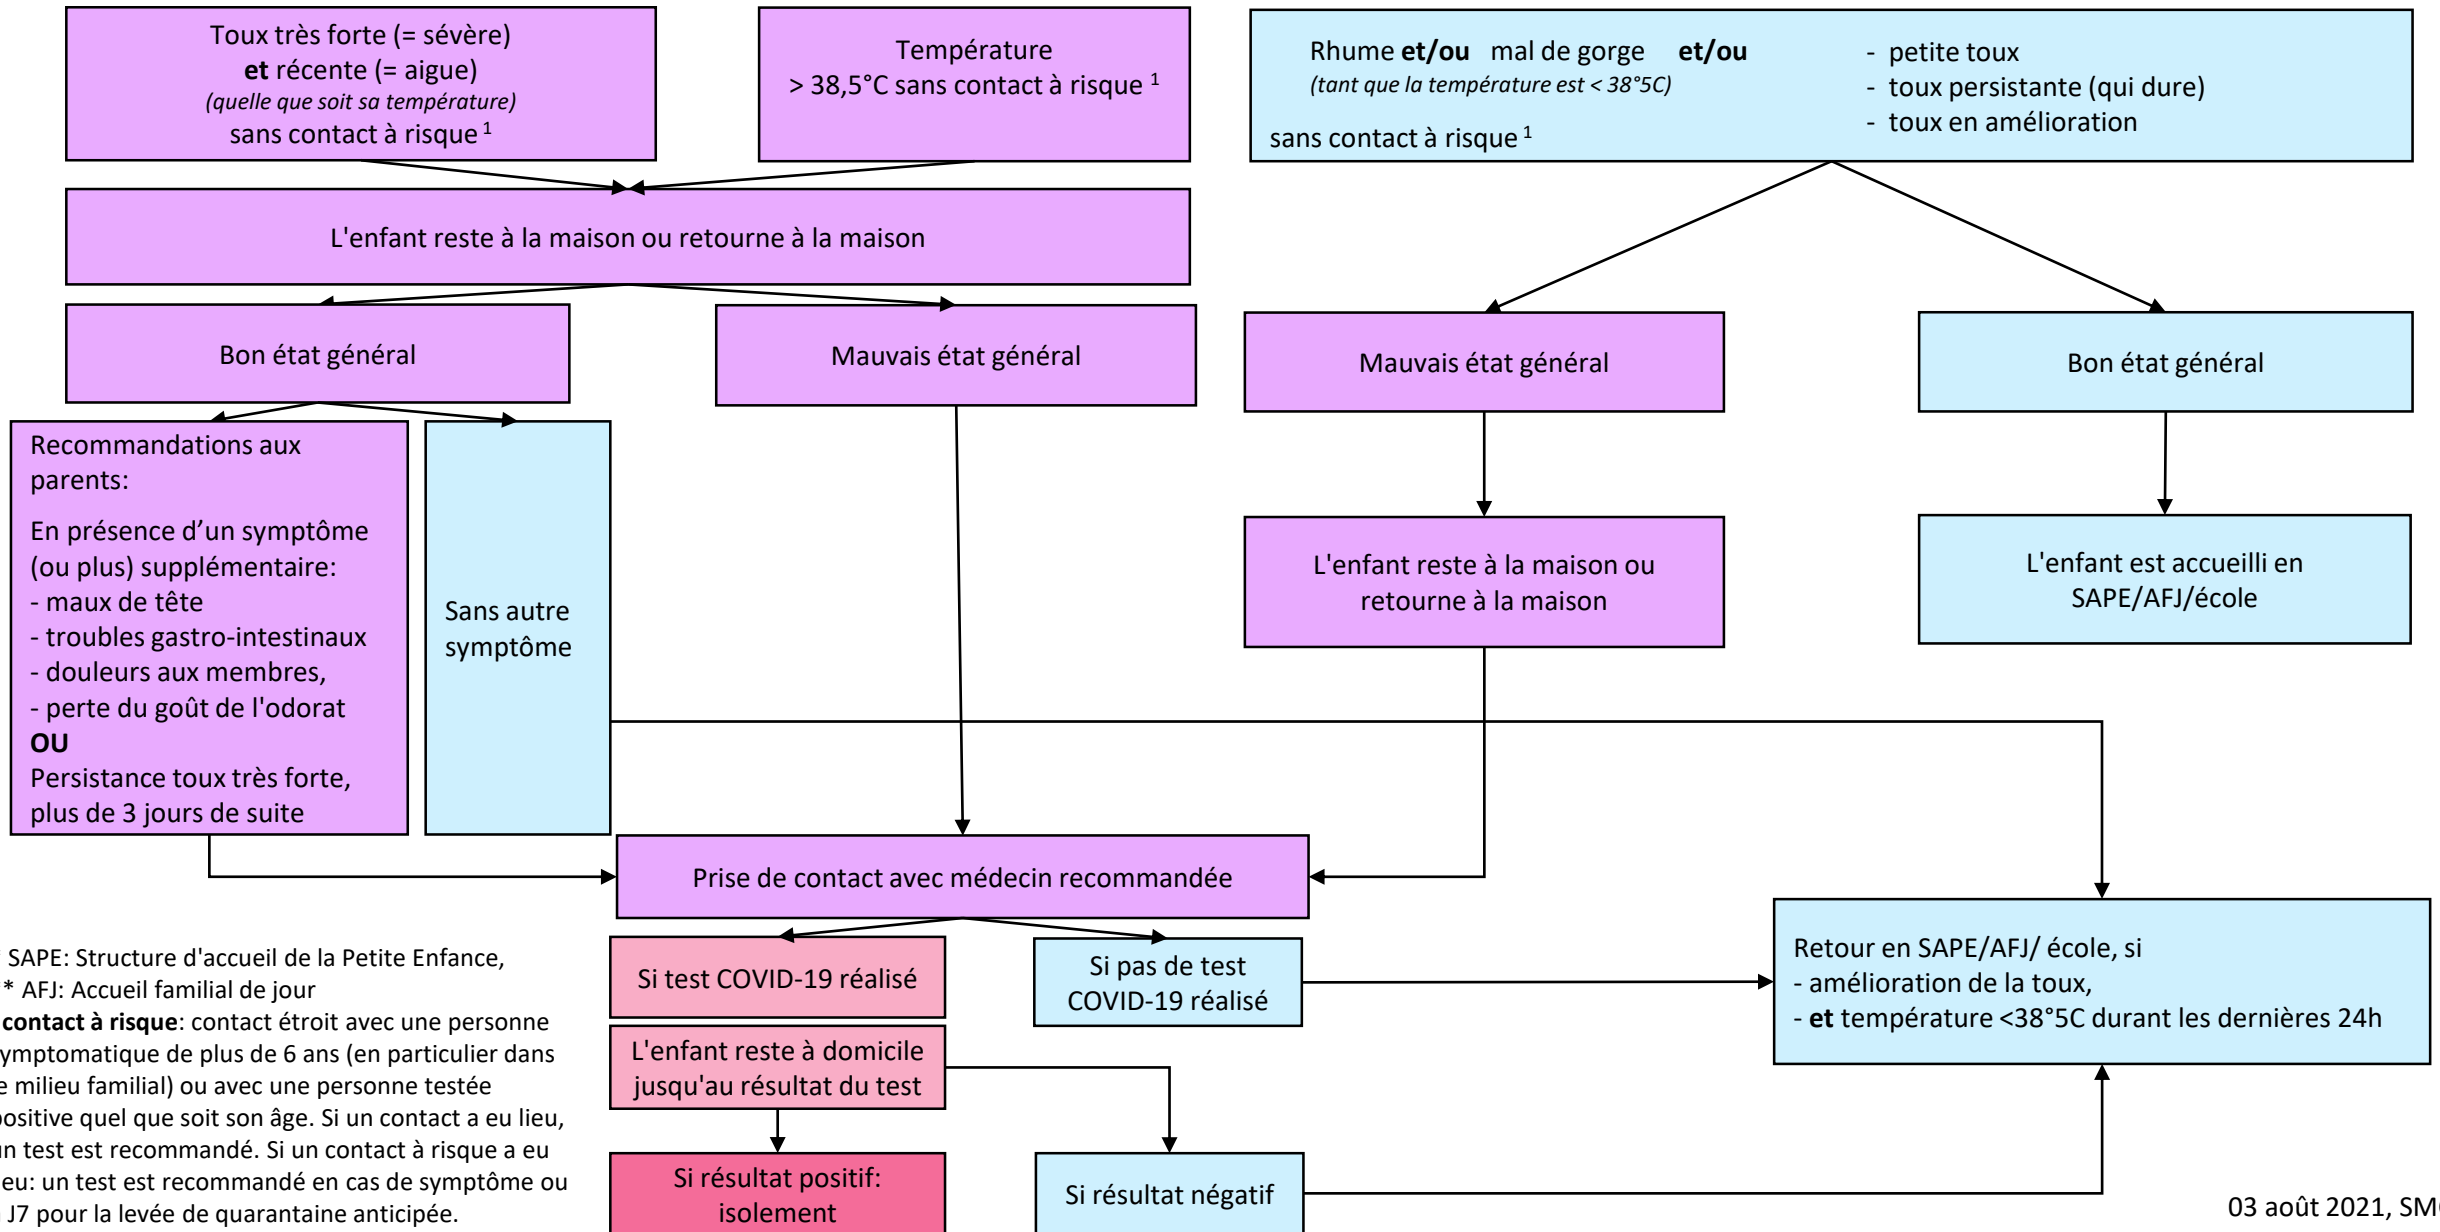 Toux très forte (= sévère)
et récente (= aigue)
(quelle que soit sa température)
sans contact à risque 1
Température
> 38,5°C sans contact à risque 1
Rhume et/ou mal de gorge et/ou
(tant que la température est < 38°5C)
sans contact à risque 1
- petite toux
- toux persistante (qui dure)
- toux en amélioration
L'enfant reste à la maison ou retourne à la maison
Bon état général
Mauvais état général
Mauvais état général
Bon état général
Recommandations aux
parents:
En présence d’un symptôme
(ou plus) supplémentaire:
- maux de tête
- troubles gastro-intestinaux
- douleurs aux membres,
- perte du goût de l'odorat
OU
Persistance toux très forte,
plus de 3 jours de suite
Sans autre
symptôme
L'enfant reste à la maison ou
retourne à la maison
L'enfant est accueilli en
SAPE/AFJ/école
Prise de contact avec médecin recommandée
Si test COVID-19 réalisé
Si pas de test
COVID-19 réalisé
L'enfant reste à domicile
jusqu'au résultat du test
Si résultat positif:
isolement
Si résultat négatif
Retour en SAPE/AFJ/ école, si
- amélioration de la toux,
- et température <38°5C durant les dernières 24h
SAPE: Structure d'accueil de la Petite Enfance,
* AFJ: Accueil familial de jour
contact à risque: contact étroit avec une personne
ymptomatique de plus de 6 ans (en particulier dans
e milieu familial) ou avec une personne testée
ositive quel que soit son âge. Si un contact a eu lieu,
un test est recommandé. Si un contact à risque a eu
ieu: un test est recommandé en cas de symptôme ou
J7 pour la levée de quarantaine anticipée.
03 août 2021, SM